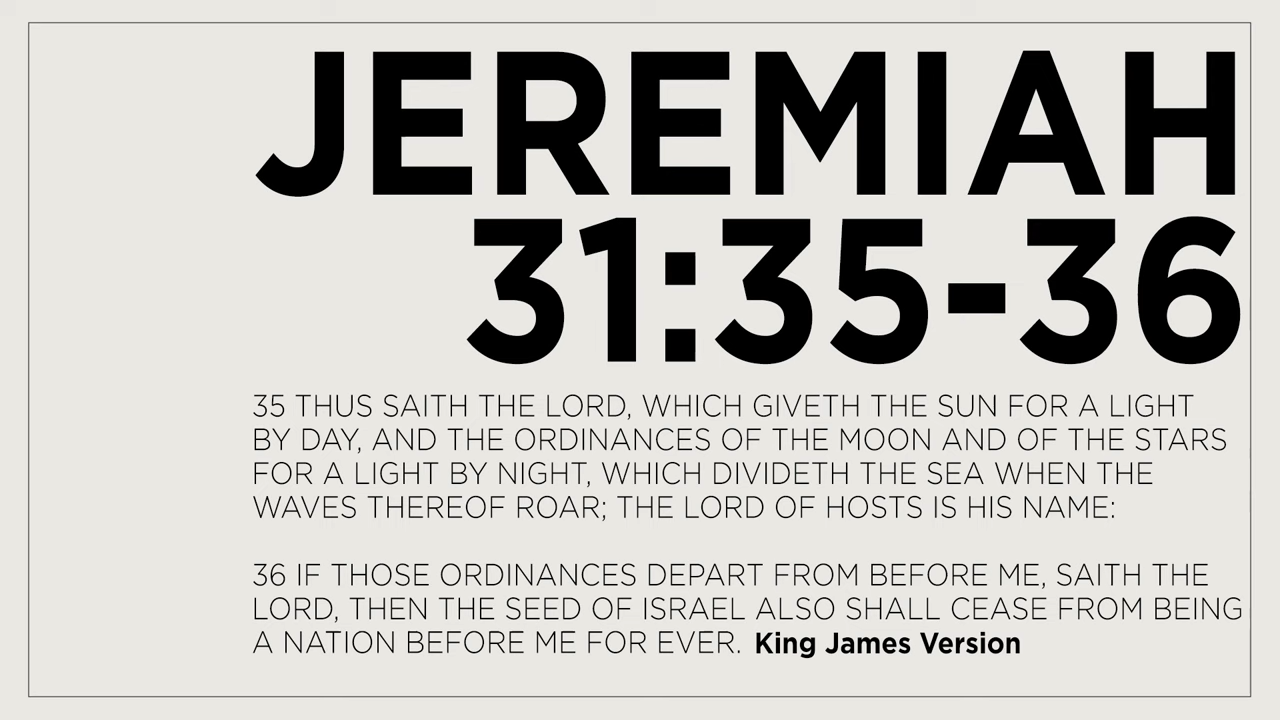 JEREMIAH
31:35-36
35 THUS SAITH THE LORD, WHICH GIVETH THE SUN FOR A LIGHT
BY DAY, AND THE ORDINANCES OF THE MOON AND OF THE STARS
FOR A LIGHT BY NIGHT, WHICH DIVIDETH THE SEA WHEN THE
WAVES THEREOF ROAR; THE LORD OF HOSTS IS HIS NAME:
36 IF THOSE ORDINANCES DEPART FROM BEFORE ME, SAITH THE
LORD, THEN THE SEED OF ISRAEL ALSO SHALL CEASE FROM BEING
A NATION BEFORE ME FOR EVER. King James Version